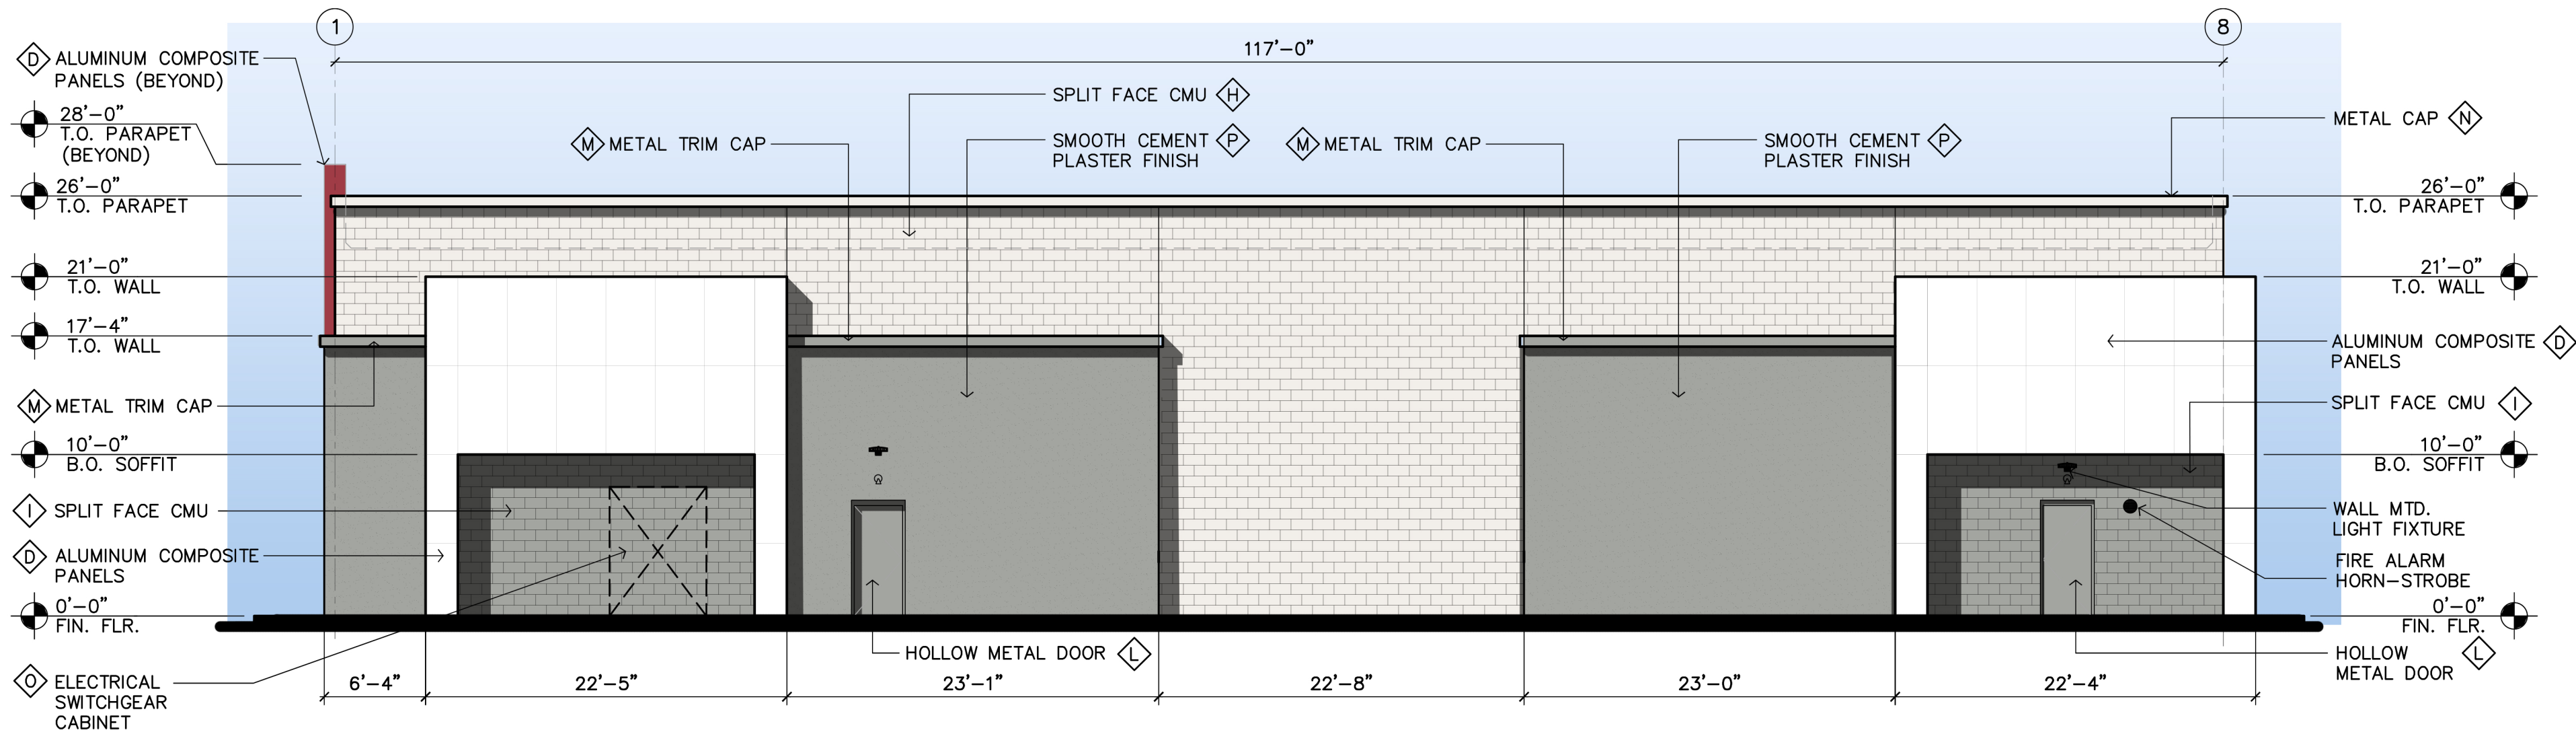 1
8
117'-0"
D ALUMINUM COMPOSITE
PANELS (BEYOND)
28'-0"
T.O. PARAPET
(BEYOND)
26'-0"
T.O. PARAPET
21'-0"
T.O. WALL
17'-4"
T.O. WALL
M METAL TRIM CAP
10'-0"
B.O. SOFFIT
I SPLIT FACE CMU
D ALUMINUM COMPOSITE
PANELS
0'-0"
FIN. FLR.
O ELECTRICAL
SWITCHGEAR
CABINET
M METAL TRIM CAP
SPLIT FACE CMU H
SMOOTH CEMENT P
PLASTER FINISH
M METAL TRIM CAP
SMOOTH CEMENT P
PLASTER FINISH
METAL CAP N
26'-0"
T.O. PARAPET
21'-0"
T.O. WALL
ALUMINUM COMPOSITE D
PANELS
SPLIT FACE CMU I
10'-0"
B.O. SOFFIT
WALL MTD.
LIGHT FIXTURE
FIRE ALARM
HORN-STROBE
0'-0"
FIN. FLR.
HOLLOW L
METAL DOOR
HOLLOW METAL DOOR L
6'-4"
22'-5"
23'-1"
22'-8"
23'-0"
22'-4"